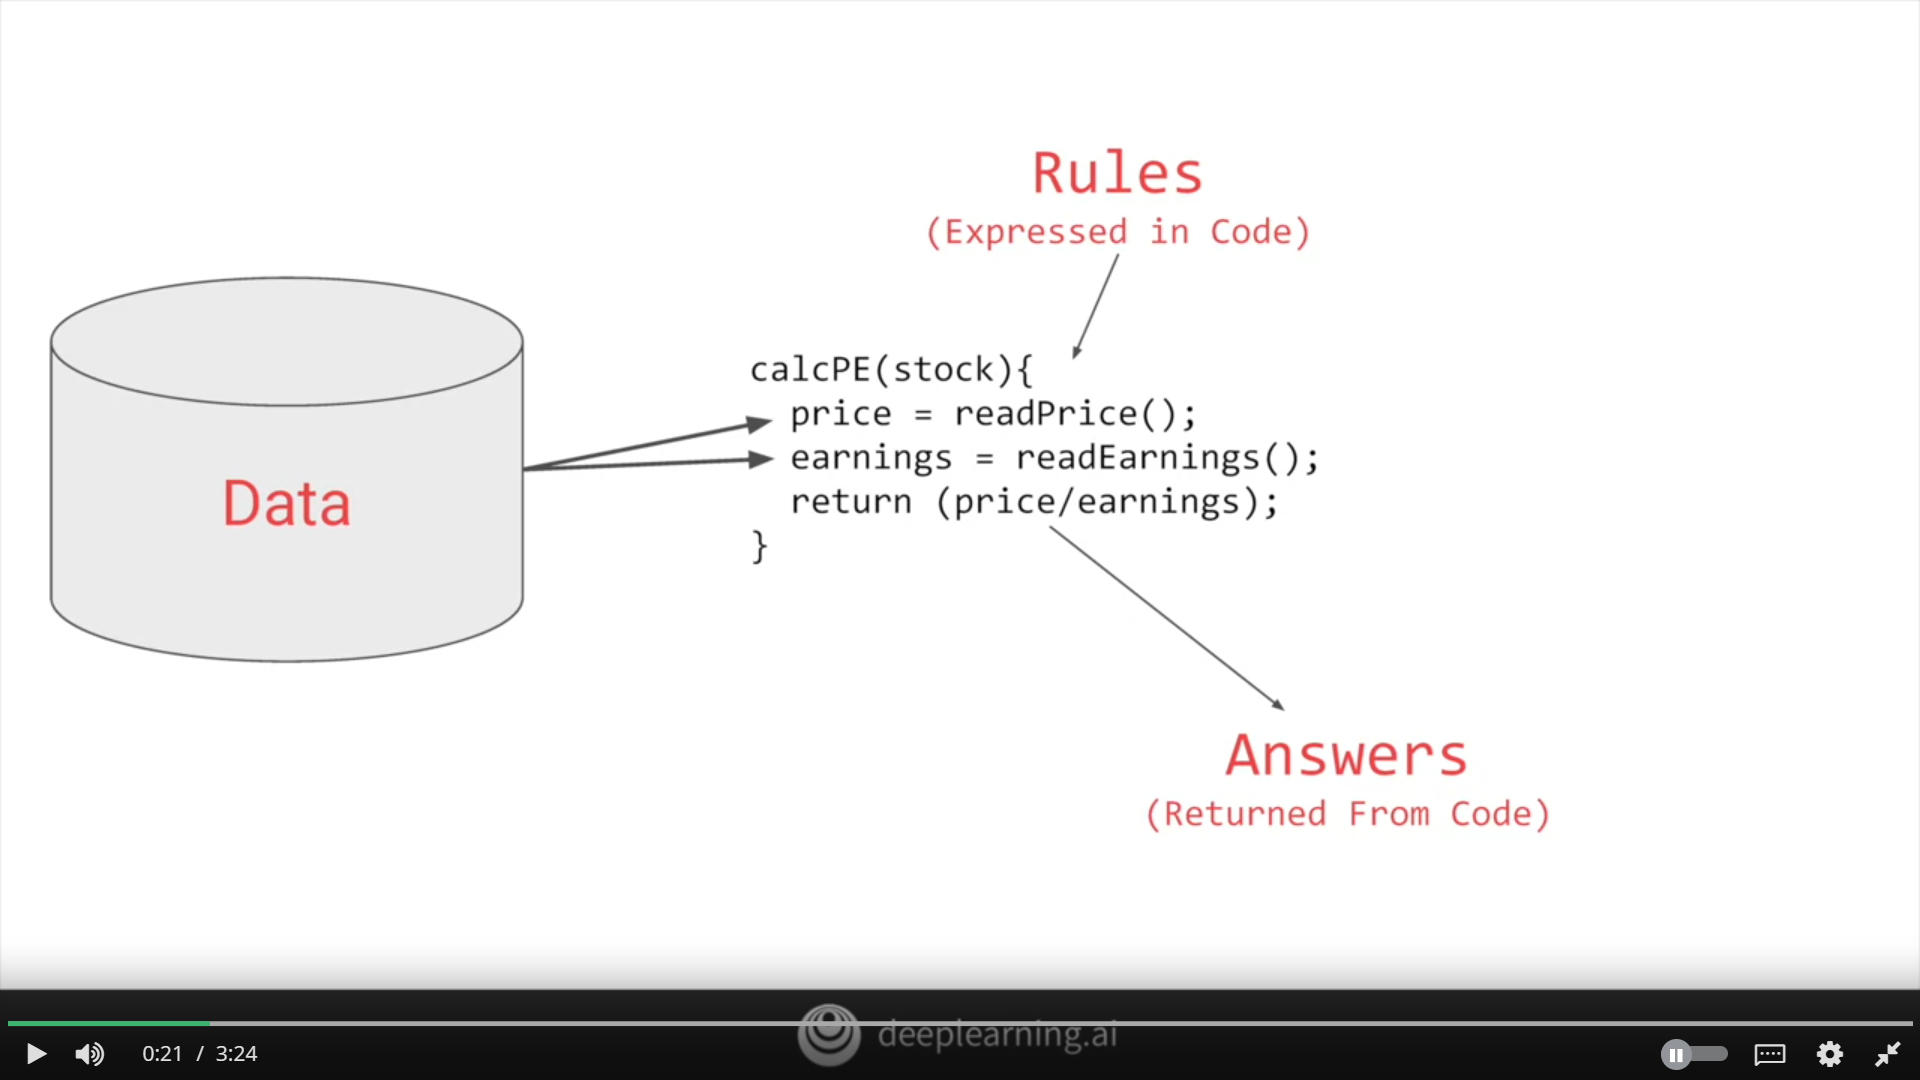 Rules
(Expressed in Code)
Data
calcPE(stock){
price = readPrice();
earnings = readEarnings();
return (price/earnings);
}
Answers
(Returned From Code)
deeplearning.ai
0:21 / 3:24